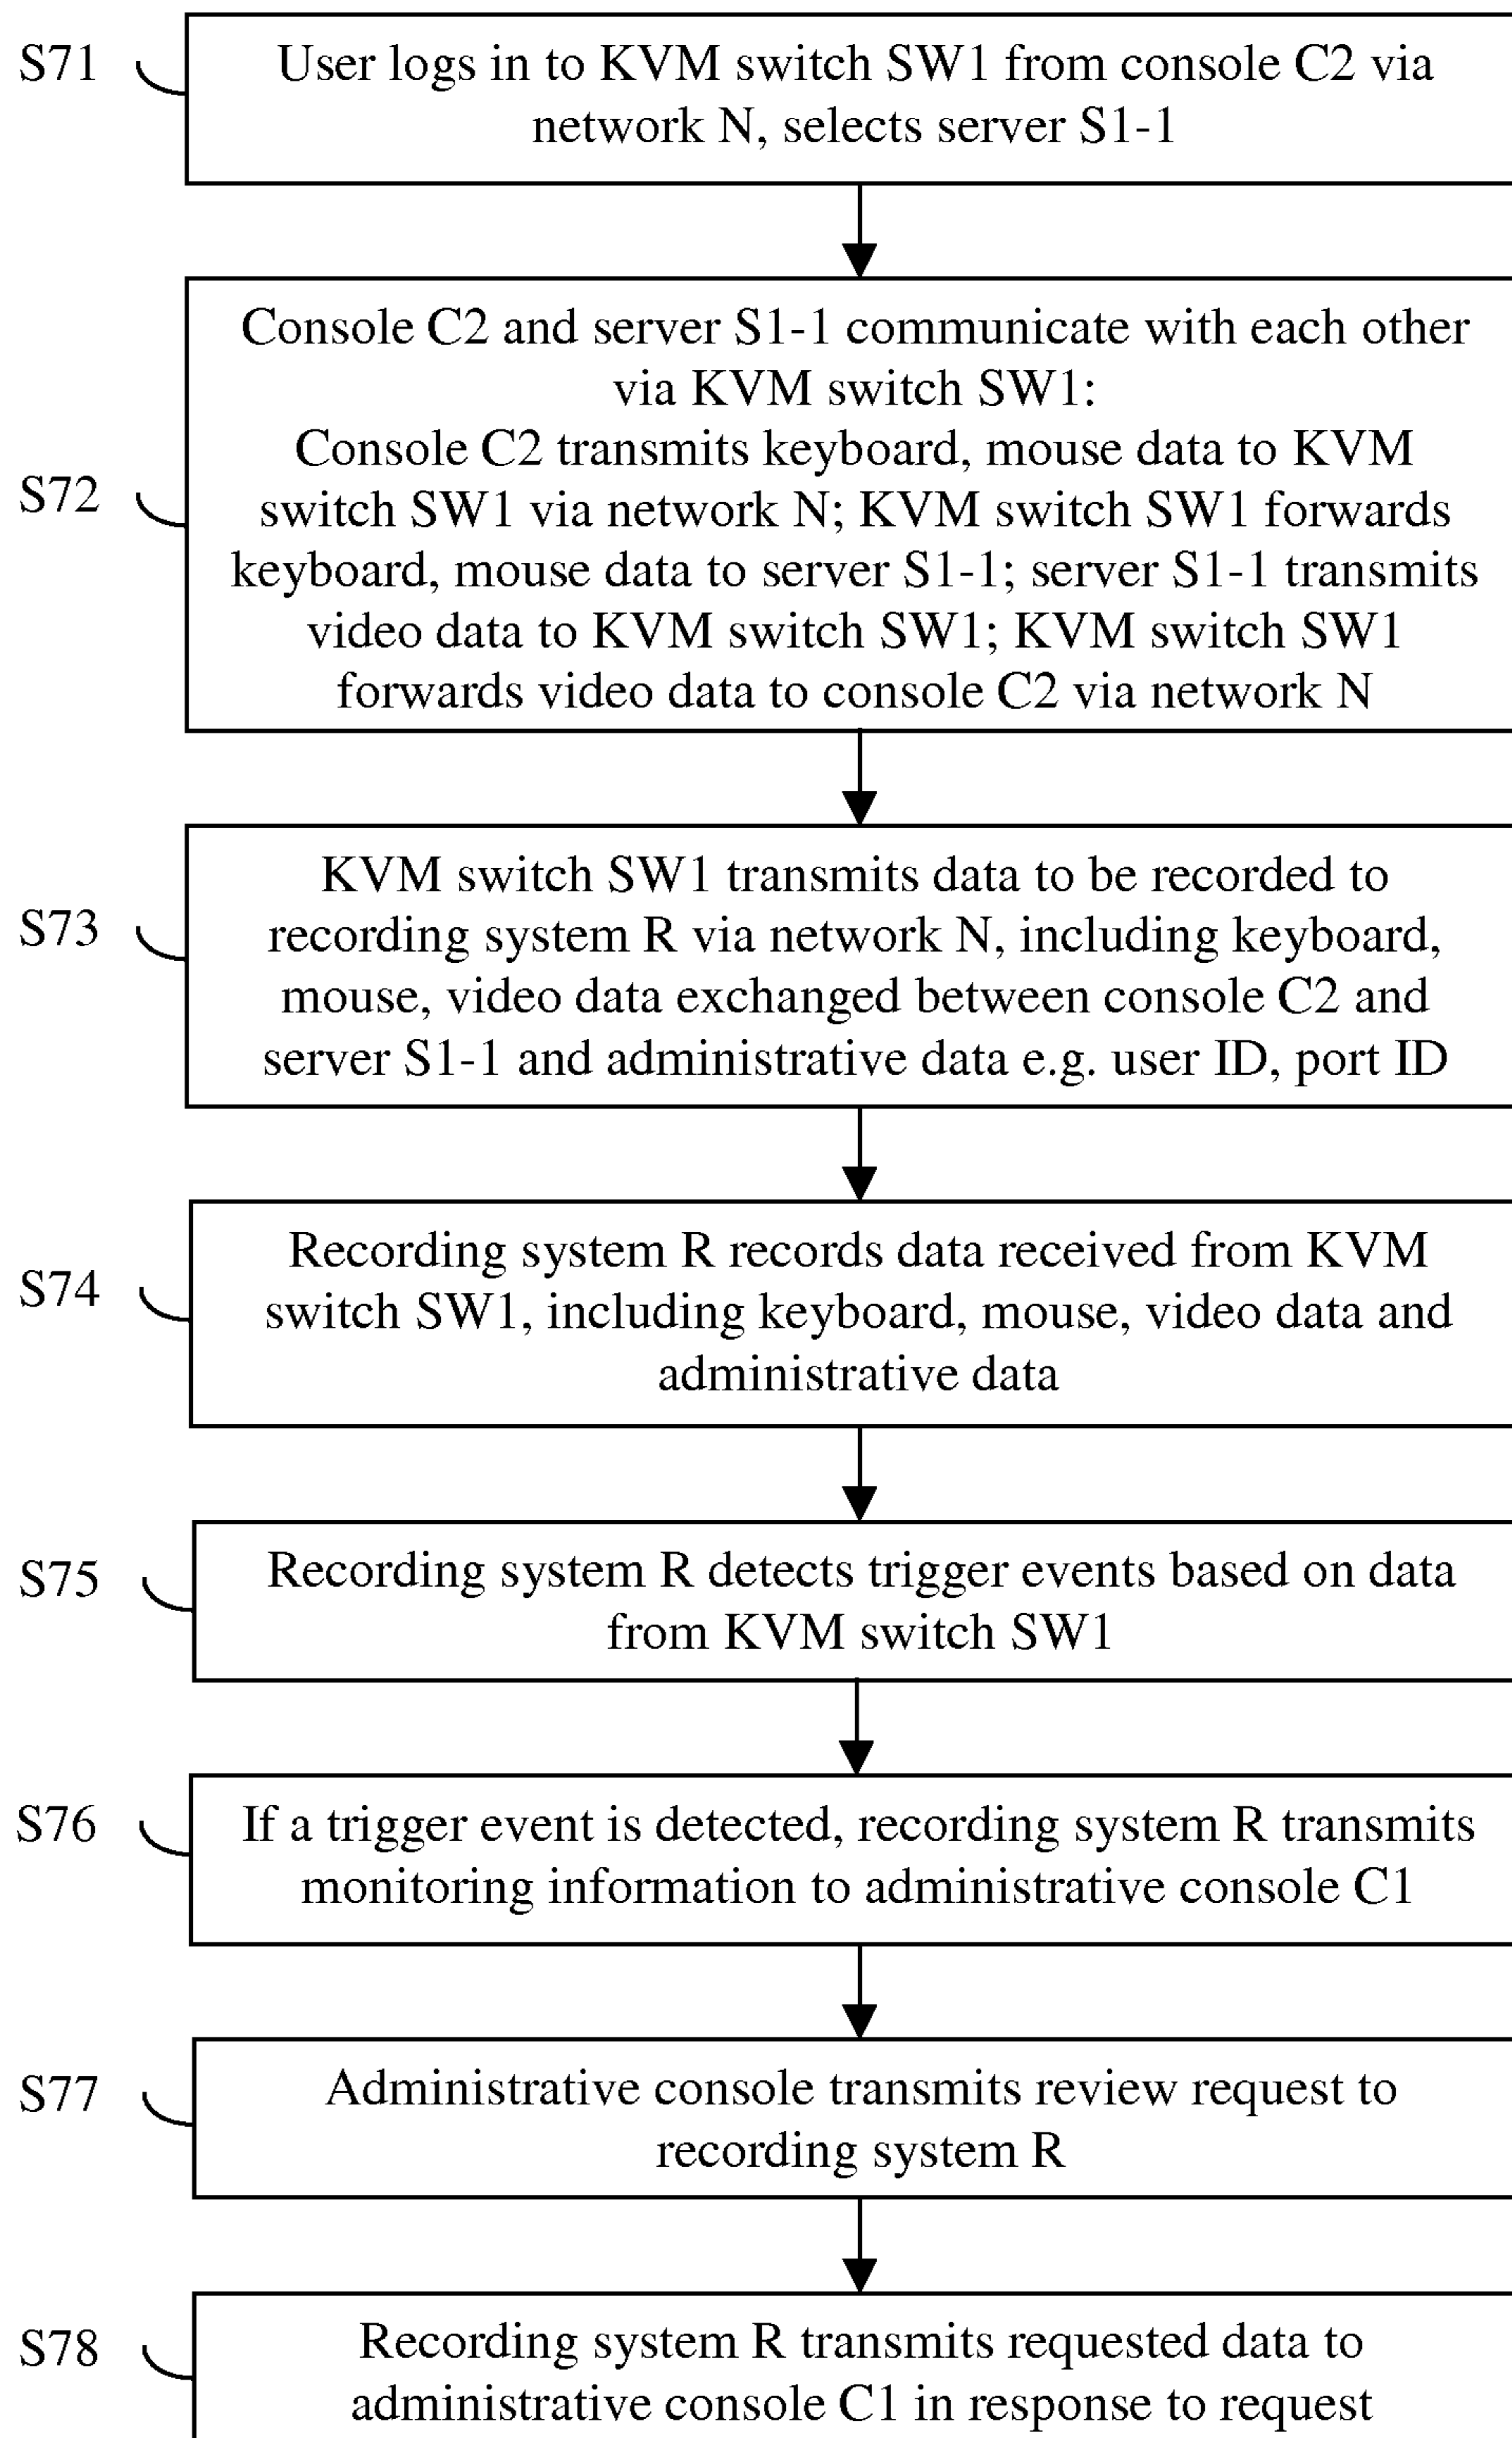 S71
User logs in to KVM switch SW1 from console C2 via
network N, selects server S1-1
S72
Console C2 and server S1-1 communicate with each other
via KVM switch SW1:
Console C2 transmits keyboard, mouse data to KVM
switch SW1 via network N; KVM switch SW1 forwards
keyboard, mouse data to server S1-1; server S1-1 transmits
video data to KVM switch SW1; KVM switch SW1
forwards video data to console C2 via network N
S73
KVM switch SW1 transmits data to be recorded to
recording system R via network N, including keyboard,
mouse, video data exchanged between console C2 and
server S1-1 and administrative data e.g. user ID, port ID
S74
Recording system R records data received from KVM
switch SW1, including keyboard, mouse, video data and
administrative data
S75
Recording system R detects trigger events based on data
from KVM switch SW1
S76
If a trigger event is detected, recording system R transmits
monitoring information to administrative console C1
S77
Administrative console transmits review request to
recording system R
S78
Recording system R transmits requested data to
administrative console C1 in response to request